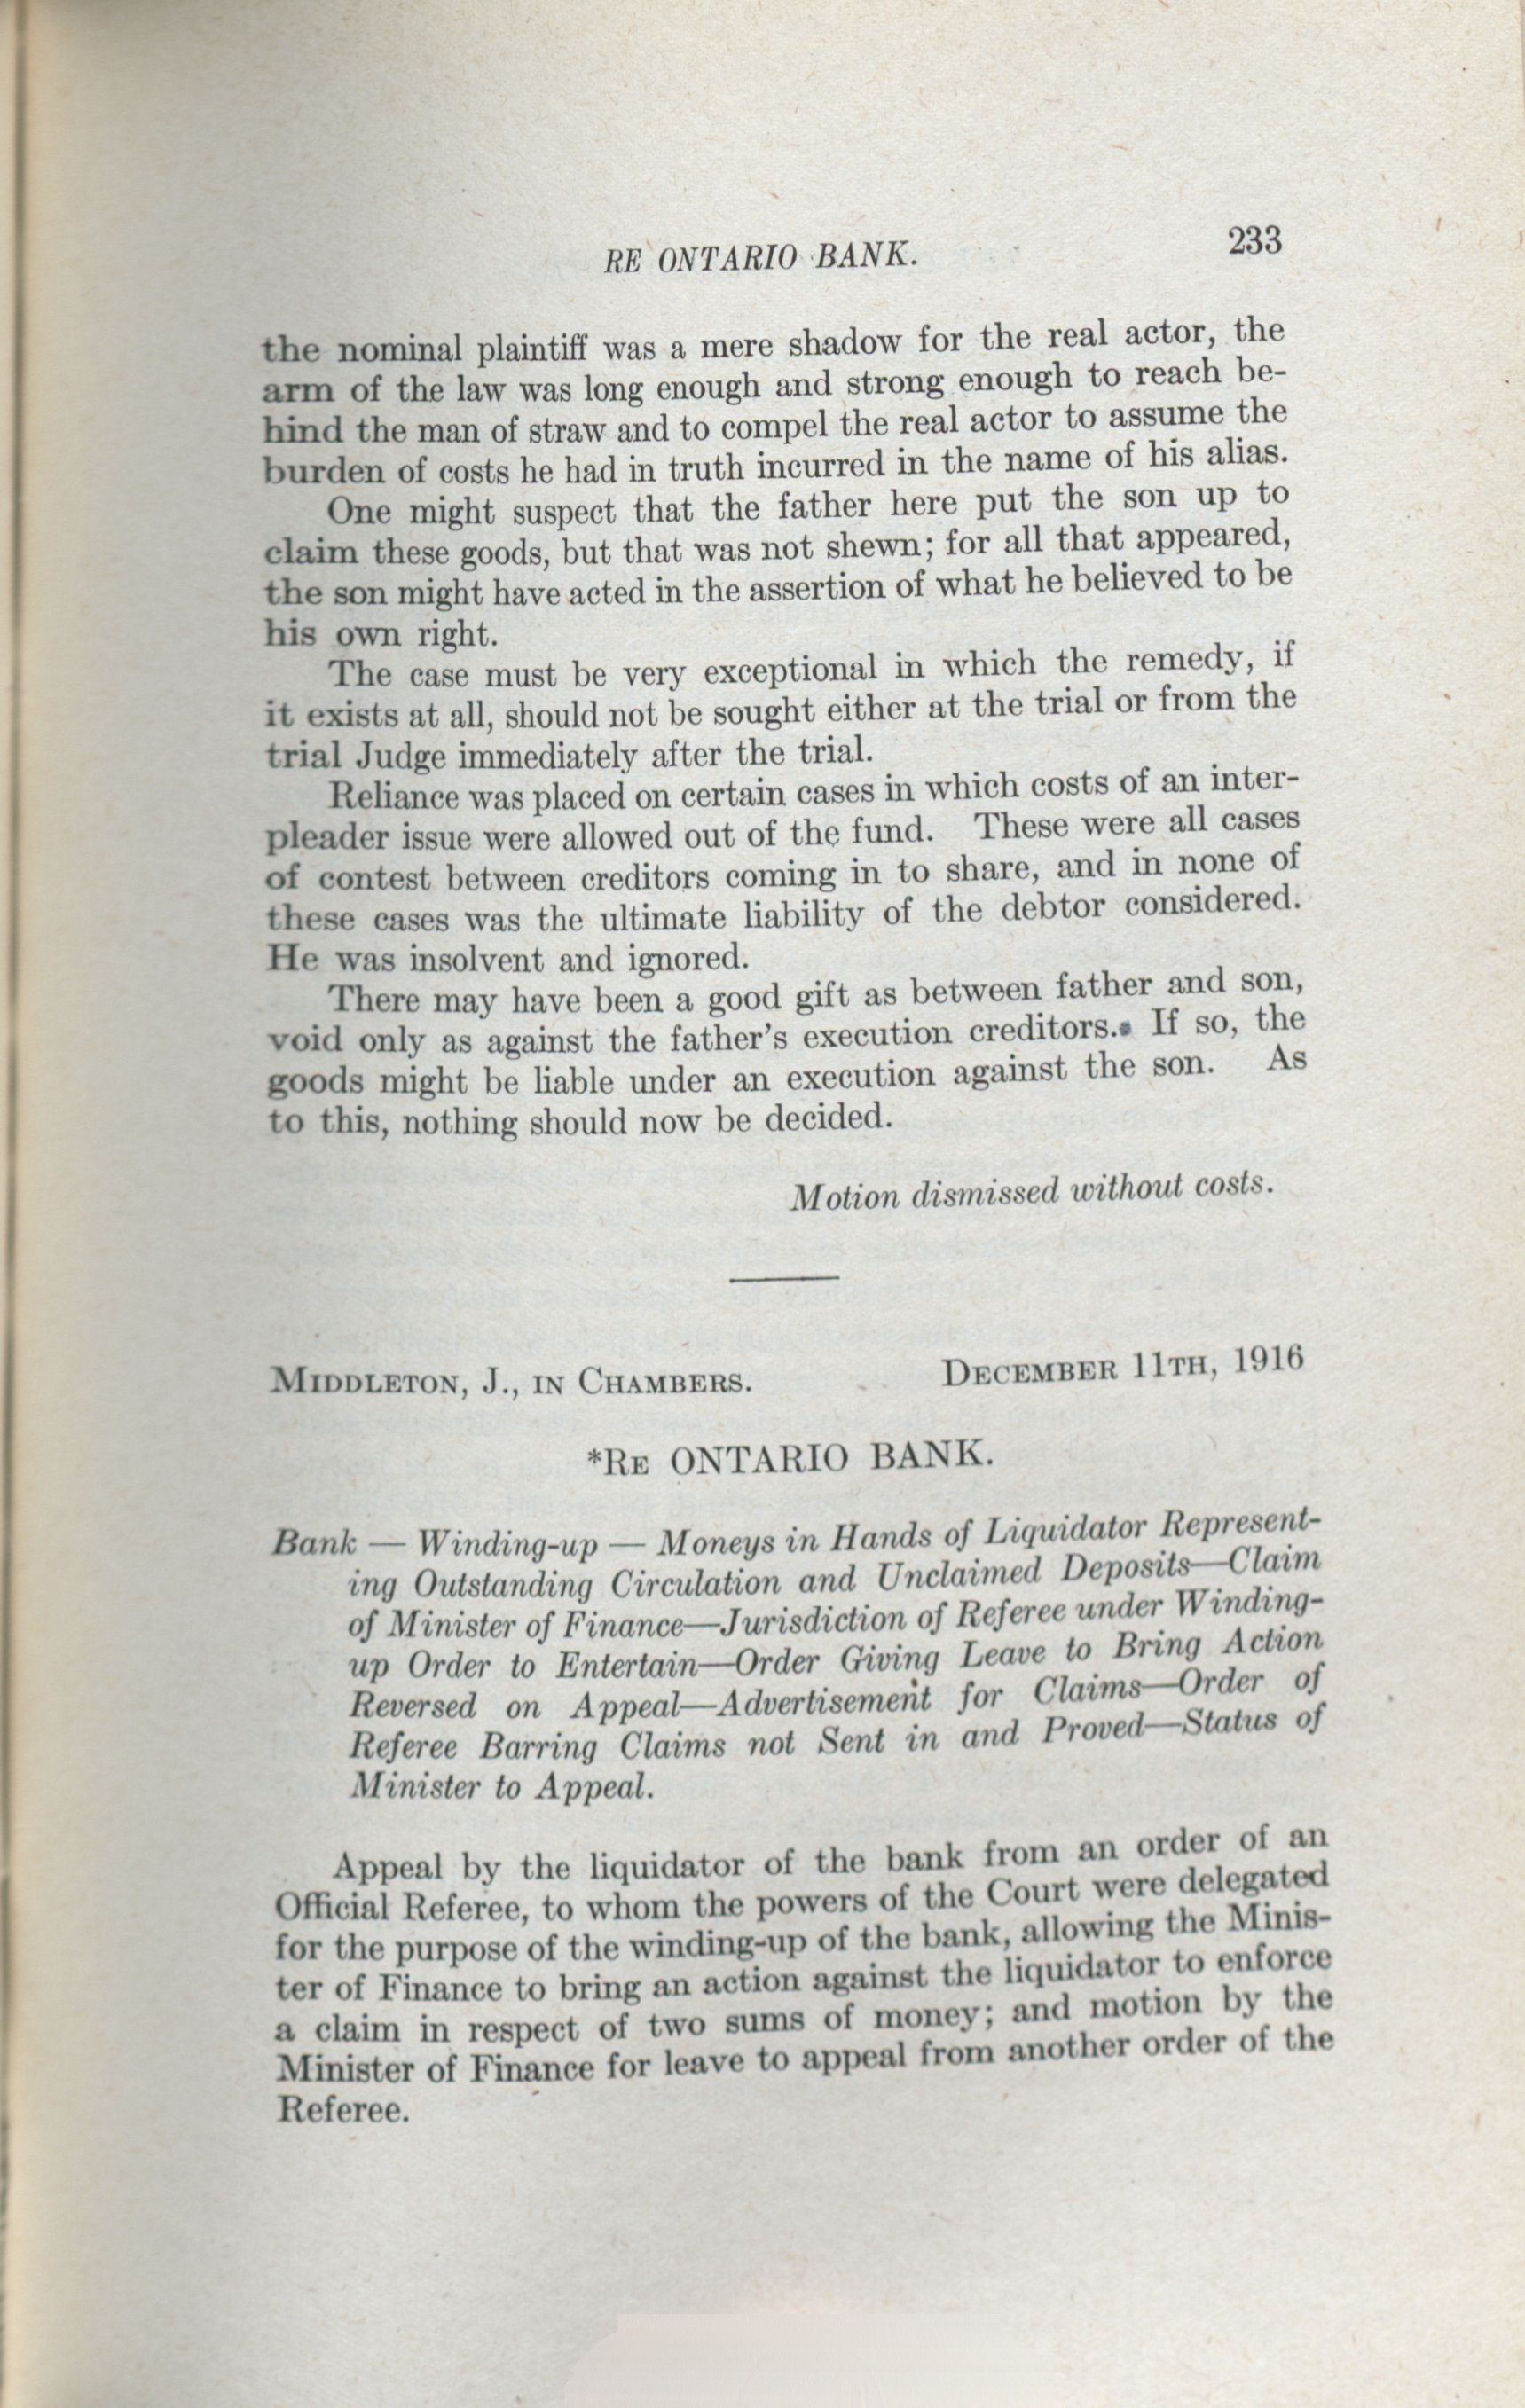 RE ONTARIO BANK.
233
the nominal plaintiff was a mere shadow for the real actor, the
arm of the law was long enough and strong enough to reach be-
hind the man of straw and to compel the real actor to assume the
burden of costs he had in truth incurred in the name of his alias.
One might suspect that the father here put the son up to
claim these goods, but that was not shewn; for all that appeared,
the son might have acted in the assertion of what he believed to be
his own right.
The case must be very exceptional in which the remedy, if
it exists at all, should not be sought either at the trial or from the
trial Judge immediately after the trial.
Reliance was placed on certain cases in which costs of an inter-
pleader issue were allowed out of the fund. These were all cases
of contest between creditors coming in to share, and in none of
these cases was the ultimate liability of the debtor considered.
He was insolvent and ignored.
There may have been a good gift as between father and son,
void only as against the father's execution creditors. If so, the
goods might be liable under an execution against the son. As
to this, nothing should now be decided.
Motion dismissed without costs.
MIDDLETON, J., IN CHAMBERS.
DECEMBER 11TH, 1916
*RE ONTARIO BANK.
Bank — Winding-up — Moneys in Hands of Liquidator Represent-
ing Outstanding Circulation and Unclaimed Deposits—Claim
of Minister of Finance—Jurisdiction of Referee under Winding-
up Order to Entertain—Order Giving Leave to Bring Action
Reversed on Appeal—Advertisement for Claims—Order of
Referee Barring Claims not Sent in and Proved—Status of
Minister to Appeal.
Appeal by the liquidator of the bank from an order of an
Official Referee, to whom the powers of the Court were delegated
for the purpose of the winding-up of the bank, allowing the Minis-
ter of Finance to bring an action against the liquidator to enforce
a claim in respect of two sums of money; and motion by the
Minister of Finance for leave to appeal from another order of the
Referee.